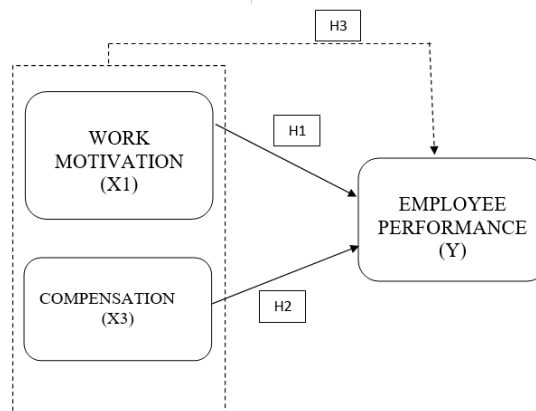 H3
WORK
MOTIVATION
(X1)
H1
EMPLOYEE
PERFORMANCE
(Y)
COMPENSATION
(X3)
H2